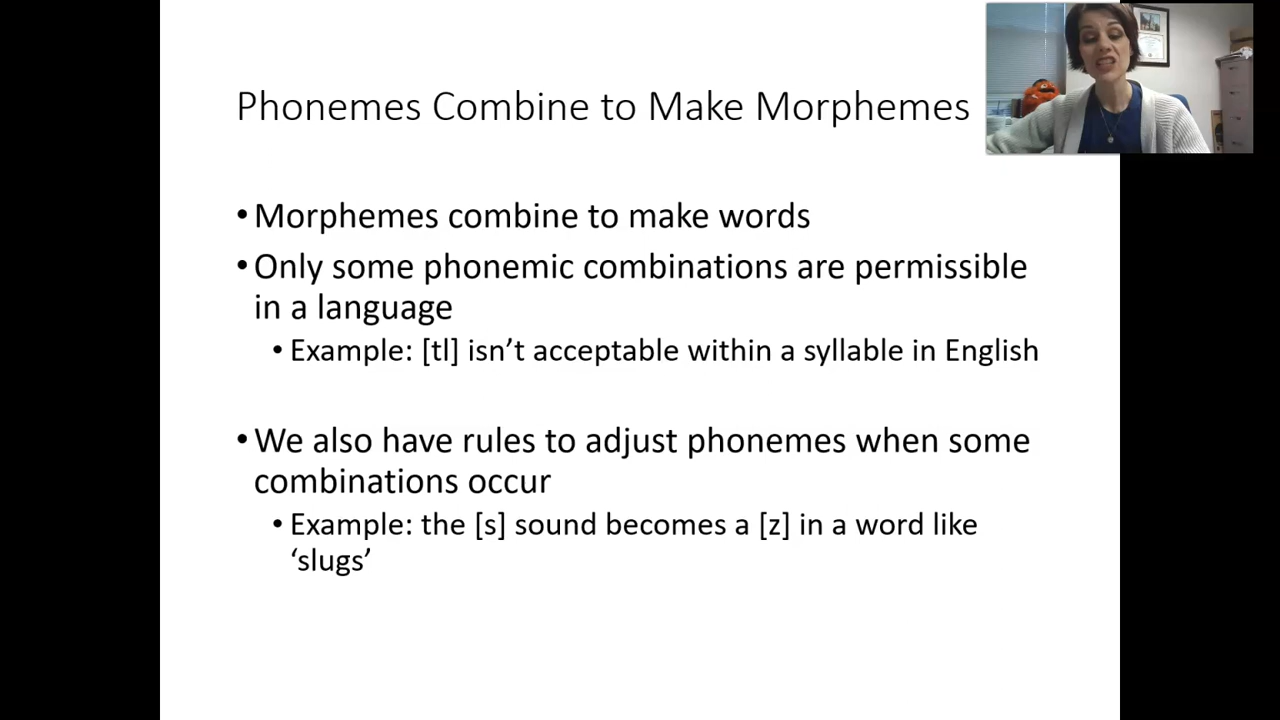 Phonemes Combine to Make Morphemes
• Morphemes combine to make words
• Only some phonemic combinations are permissible
in a language
• Example: [tl] isn’t acceptable within a syllable in English
• We also have rules to adjust phonemes when some
combinations occur
• Example: the [s] sound becomes a [z] in a word like
‘slugs’